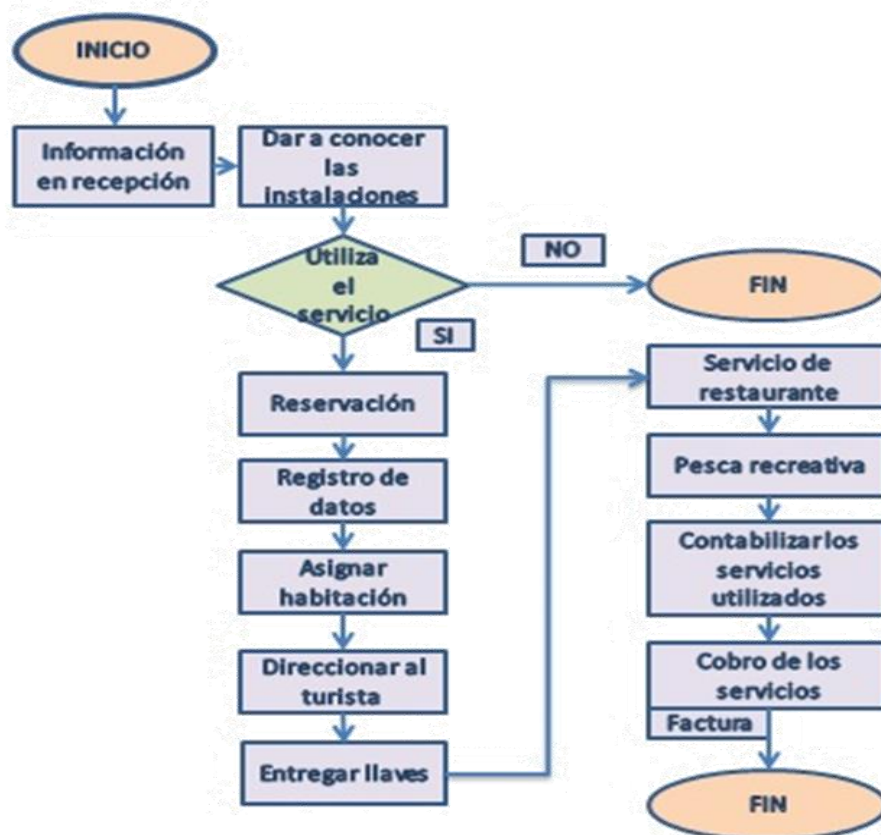 INICIO
Información
en recepción
Dar a conocer
las
instalaciones
Utiliza
el
servicio
NO
FIN
SI
Reservación
Registro de
datos
Asignar
habitación
Direccionar al
turista
Entregar llaves
Servicio de
restaurante
Pesca recreativa
Contabilizar los
servicios
utilizados
Cobro de los
servicios
Factura
FIN